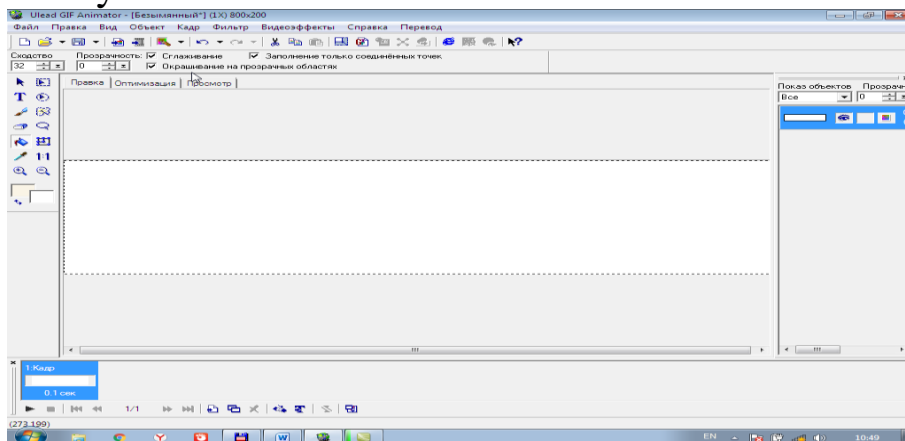 Ulead GIF Animator - [Безымянный*] (1X) 800x200
Файл Правка Вид Объект Кадр Фильтр Видеоэффекты Справка Перевод
Сходство Прозрачность: Сглаживание Заполнение только соединённых точек
32 0 Окрашивание на прозрачных областях
Правка Оптимизация Просмотр
Показ объектов Прозрачн
Все 0
T
1:1
1:Кадр
0.1 сек
1/1
(273,199)
EN 10:49